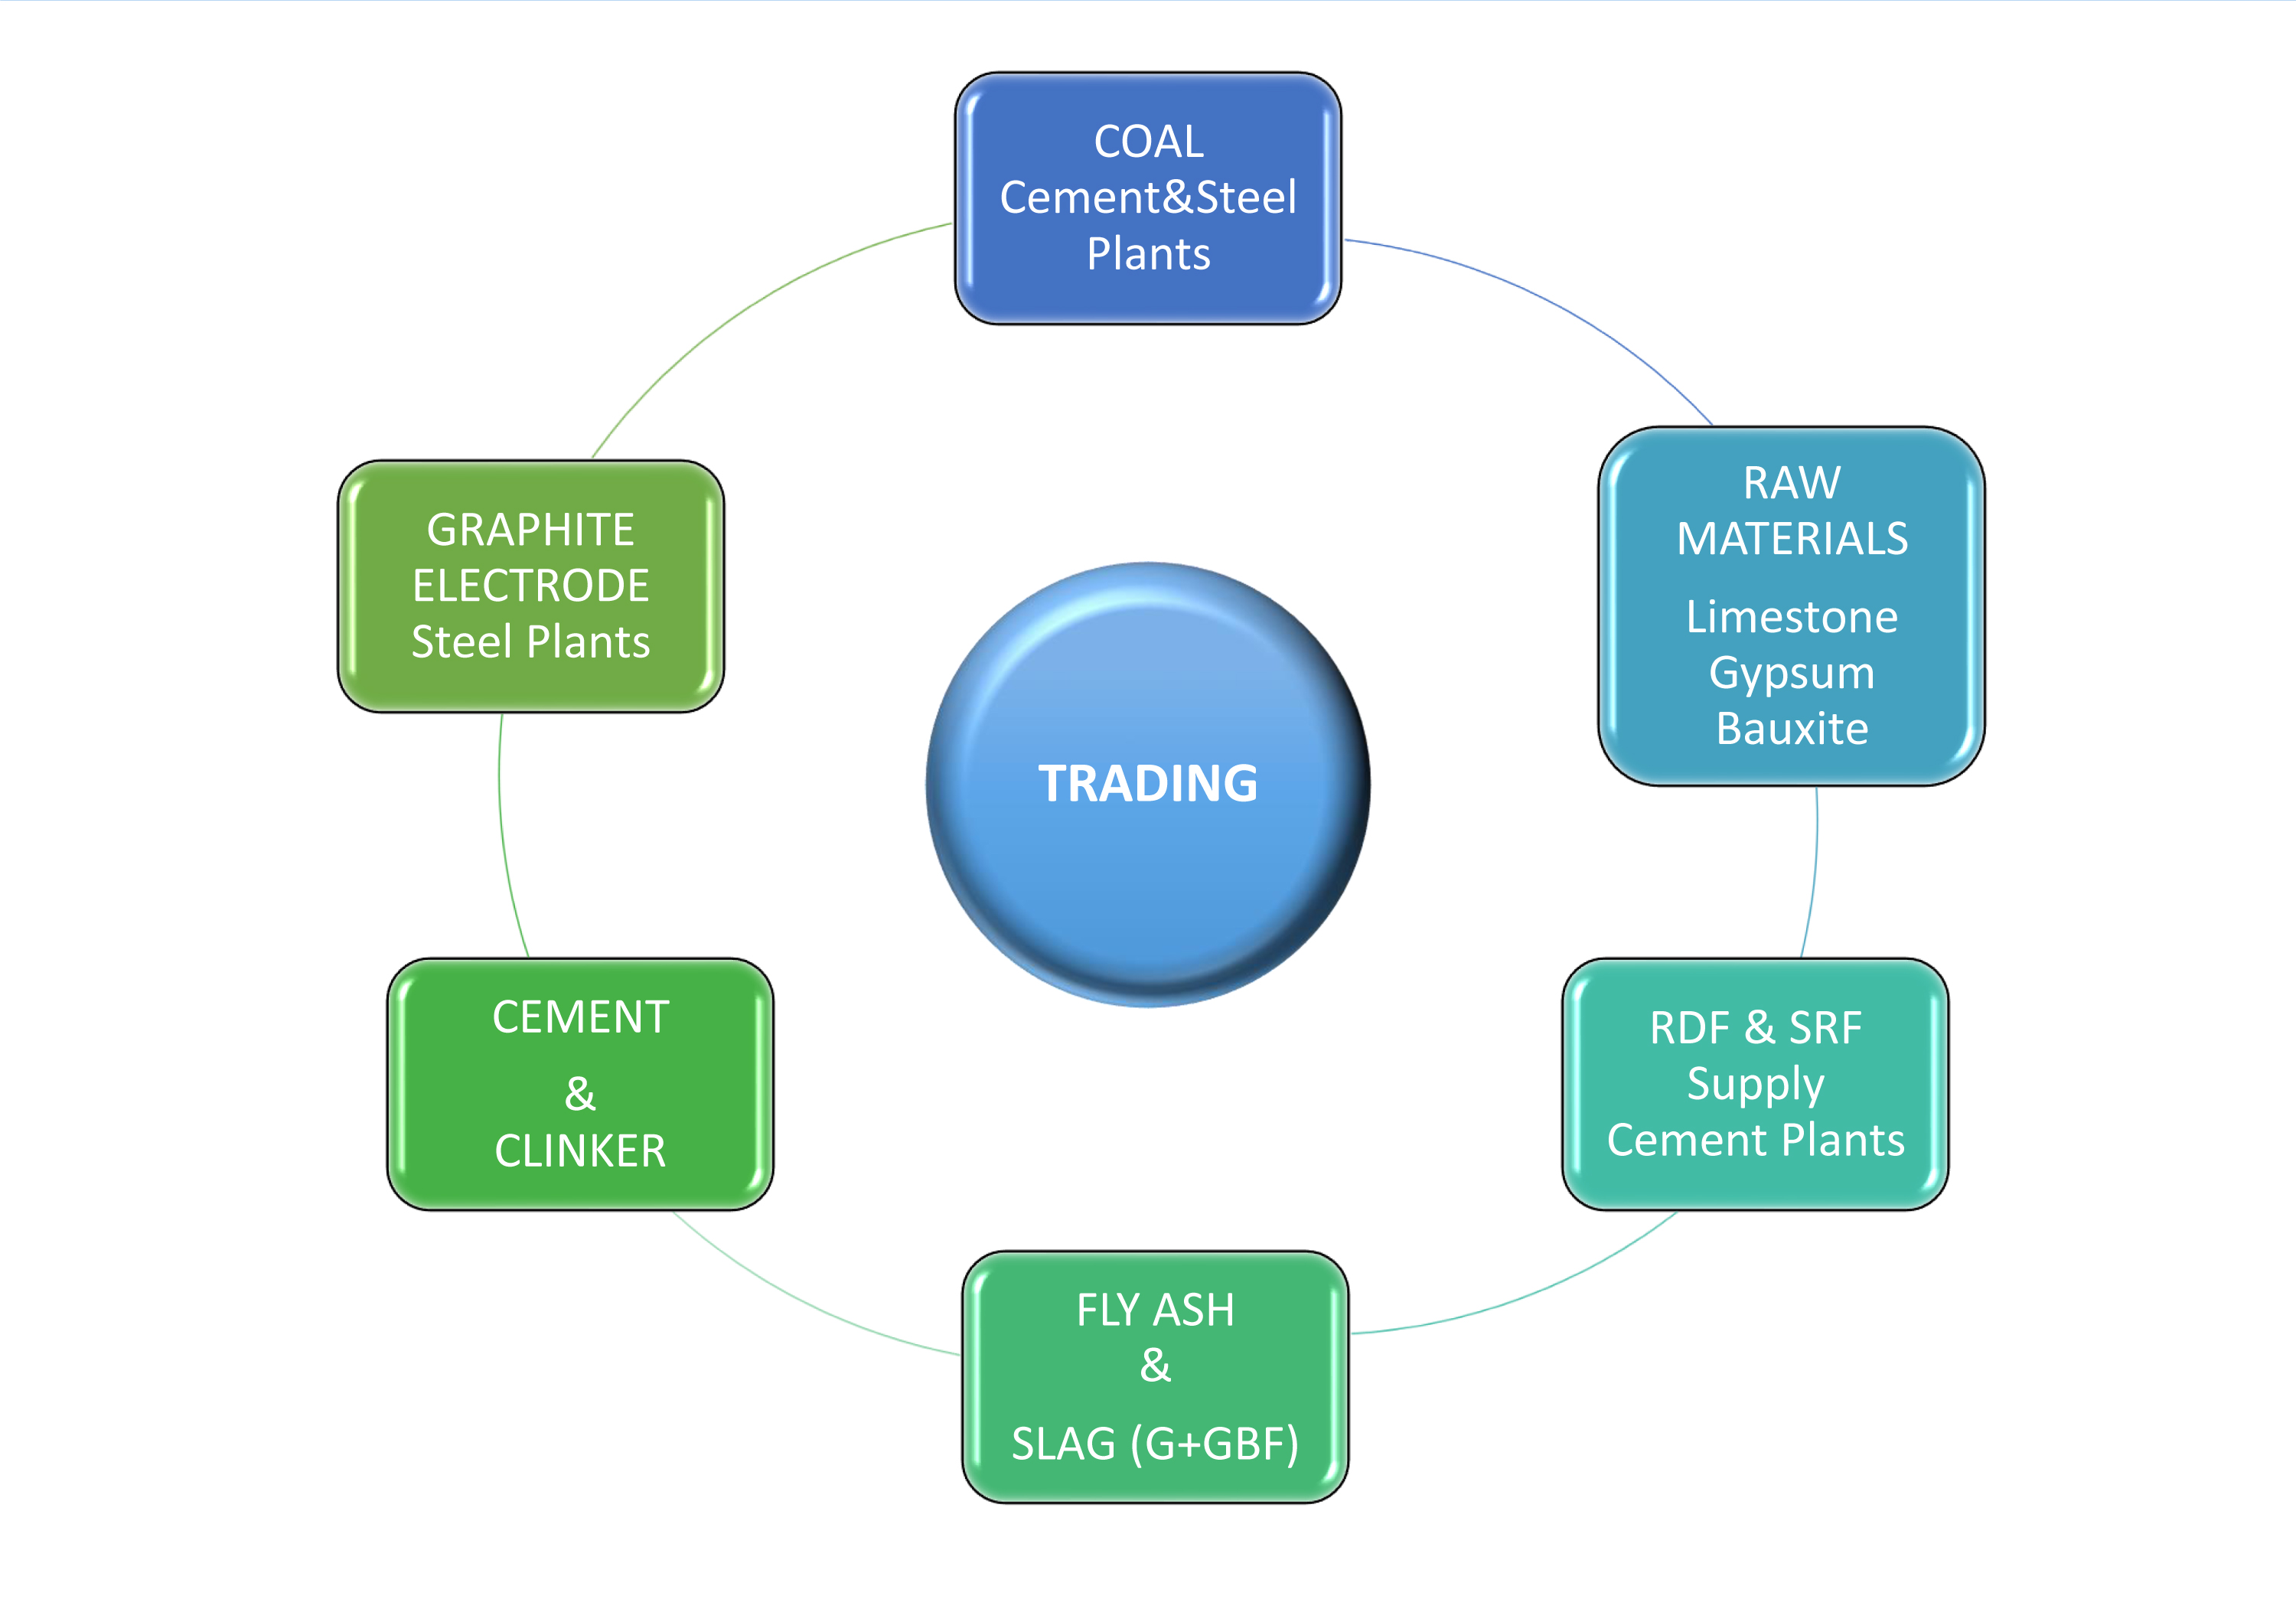 COAL
Cement&Steel
Plants
RAW
MATERIALS
Limestone
Gypsum
Bauxite
RDF & SRF
Supply
Cement Plants
FLY ASH
&
SLAG (G+GBF)
CEMENT
&
CLINKER
GRAPHITE
ELECTRODE
Steel Plants
TRADING